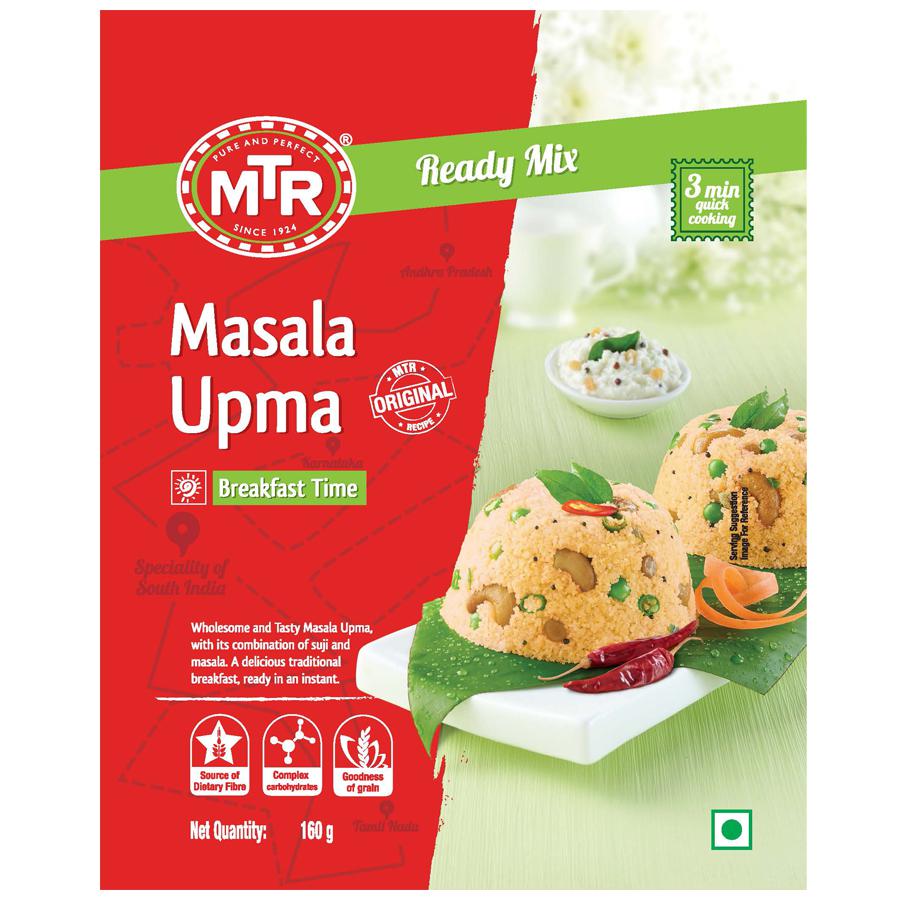 PURE AND PERFECT
MTR
®
SINCE 1924
Ready Mix
3 min
quick
cooking
Andhra Pradesh
Masala
Upma
MTR
ORIGINAL
RECIPE
Karnataka
Breakfast Time
Speciality of
South India
Serving Suggestion
Image For Reference
Wholesome and Tasty Masala Upma,
with its combination of suji and
masala. A delicious traditional
breakfast, ready in an instant.
Source of
Dietary Fibre
Complex
carbohydrates
Goodness
of grain
Net Quantity: 160 g
Tamil Nadu